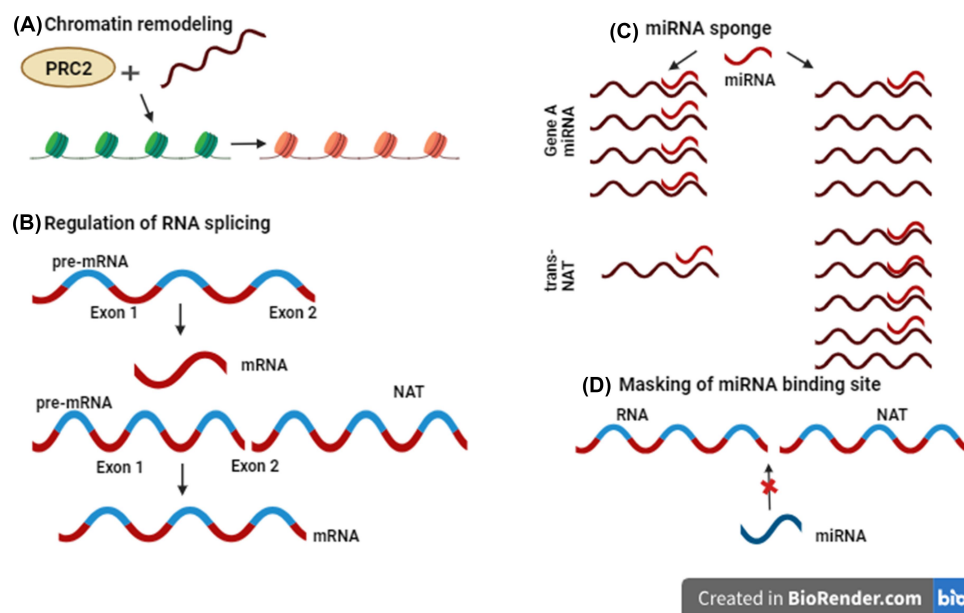 (A) Chromatin remodeling
PRC2
+
(B) Regulation of RNA splicing
pre-mRNA
Exon 1
Exon 2
mRNA
pre-mRNA
NAT
Exon 1
Exon 2
mRNA
(C) miRNA sponge
miRNA
Gene A
miRNA
trans-
NAT
(D) Masking of miRNA binding site
RNA
NAT
miRNA
Created in BioRender.com
bio